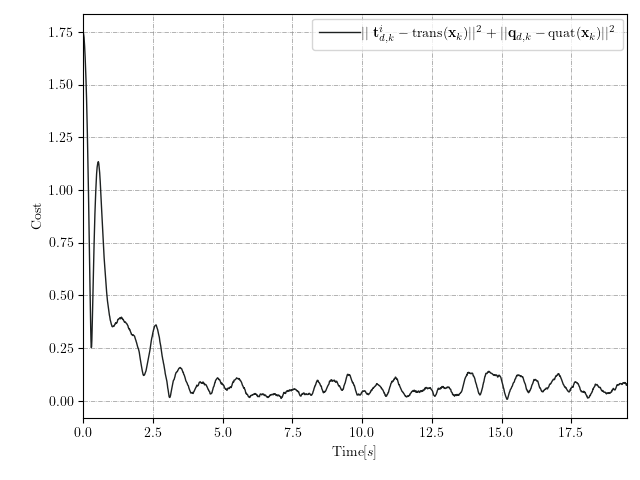 || t^i_{d,k} − trans(x_k)||^2 + ||q_{d,k} − quat(x_k)||^2
1.75
1.50
1.25
1.00
0.75
0.50
0.25
0.00
Cost
0.0 2.5 5.0 7.5 10.0 12.5 15.0 17.5
Time[s]